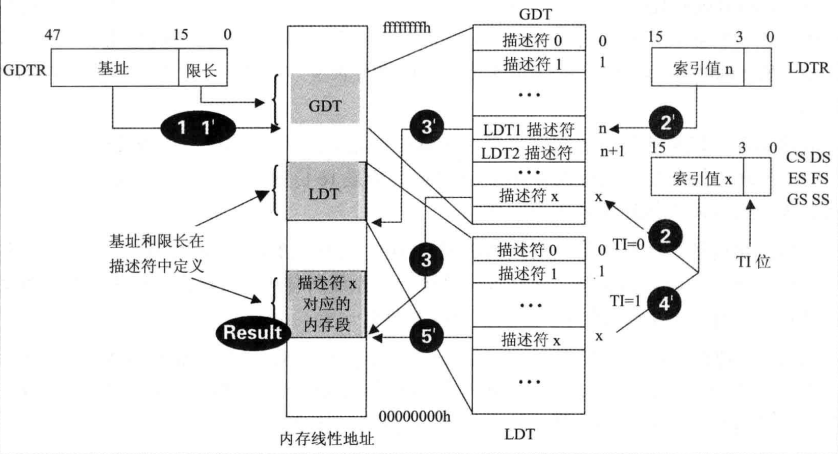 GDT
47 15 0
GDTR 基址 限长
ffffffffh
描述符 0 0
描述符 1 1
...
LDT1 描述符 n
LDT2 描述符 n+1
...
描述符 x x
15 3 0
索引值 n LDTR
1 1'
GDT
3'
2'
15 3 0
索引值 x
CS DS
ES FS
GS SS
LDT
基址和限长在
描述符中定义
3
2
TI=0
TI 位
描述符 x
对应的
内存段
Result
描述符 0 0
描述符 1 1
...
TI=1
4'
5'
描述符 x x
...
00000000h
内存线性地址
LDT